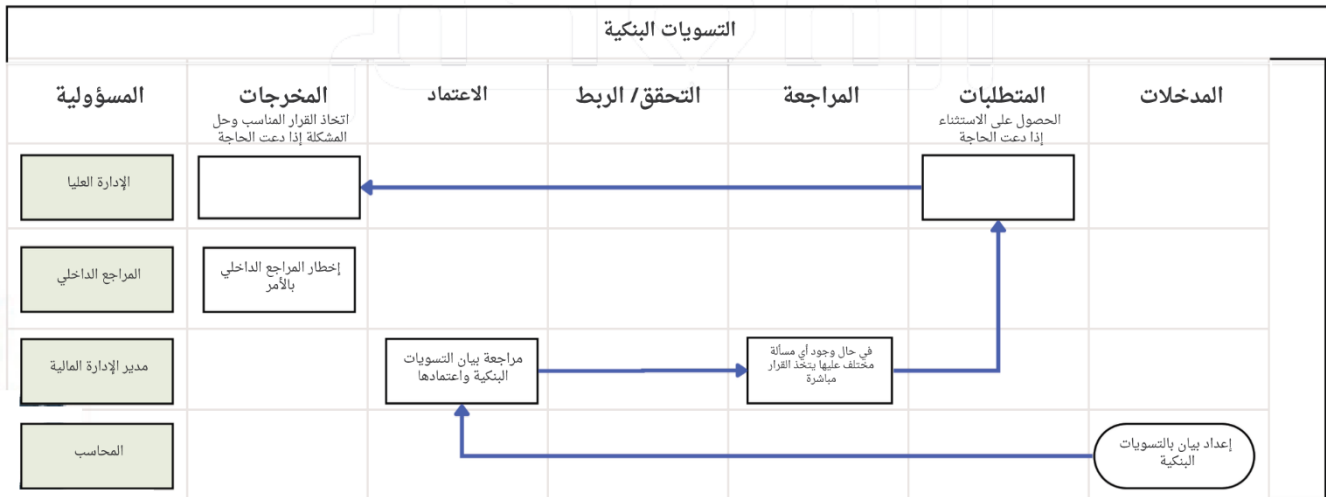 التسويات البنكية
المدخلات
المتطلبات
الحصول على الاستثناء
إذا دعت الحاجة
المراجعة
التحقق/ الربط
الاعتماد
المخرجات
اتخاذ القرار المناسب وحل
المشكلة إذا دعت الحاجة
المسؤولية
الإدارة العليا
إخطار المراجع الداخلي
بالأمر
المراجع الداخلي
في حال وجود أي مسألة
مختلف عليها يتخذ القرار
مباشرة
مراجعة بيان التسويات
البنكية واعتمادها
مدير الإدارة المالية
إعداد بيان بالتسويات
البنكية
المحاسب